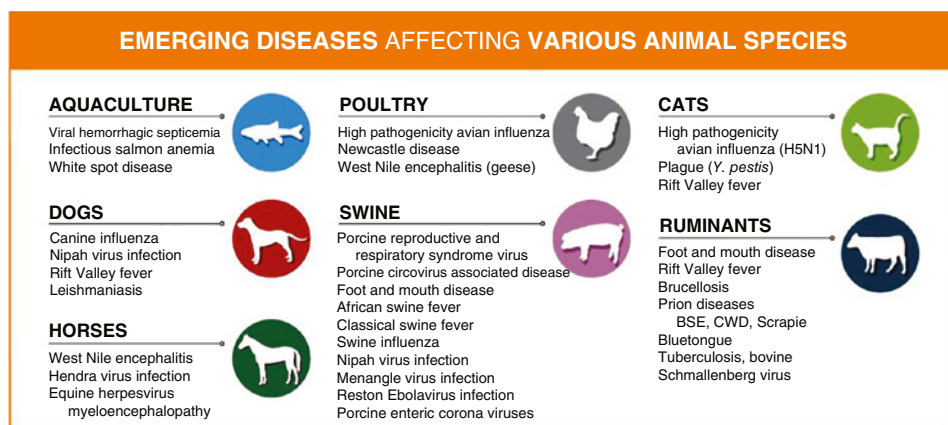 EMERGING DISEASES AFFECTING VARIOUS ANIMAL SPECIES
AQUACULTURE
Viral hemorrhagic septicemia
Infectious salmon anemia
White spot disease
DOGS
Canine influenza
Nipah virus infection
Rift Valley fever
Leishmaniasis
HORSES
West Nile encephalitis
Hendra virus infection
Equine herpesvirus
myeloencephalopathy
POULTRY
High pathogenicity avian influenza
Newcastle disease
West Nile encephalitis (geese)
SWINE
Porcine reproductive and
respiratory syndrome virus
Porcine circovirus associated disease
Foot and mouth disease
African swine fever
Classical swine fever
Swine influenza
Nipah virus infection
Menangle virus infection
Reston Ebolavirus infection
Porcine enteric corona viruses
CATS
High pathogenicity
avian influenza (H5N1)
Plague (Y. pestis)
Rift Valley fever
RUMINANTS
Foot and mouth disease
Rift Valley fever
Brucellosis
Prion diseases
BSE, CWD, Scrapie
Bluetongue
Tuberculosis, bovine
Schmallenberg virus